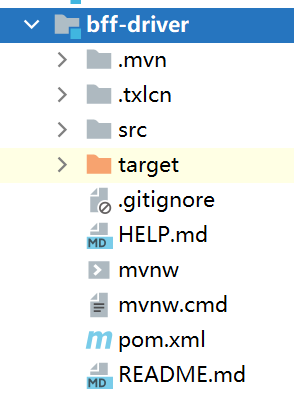 bff-driver
.mvn
.txlcn
src
target
.gitignore
MD HELP.md
mvnw
mvnw.cmd
m pom.xml
MD README.md